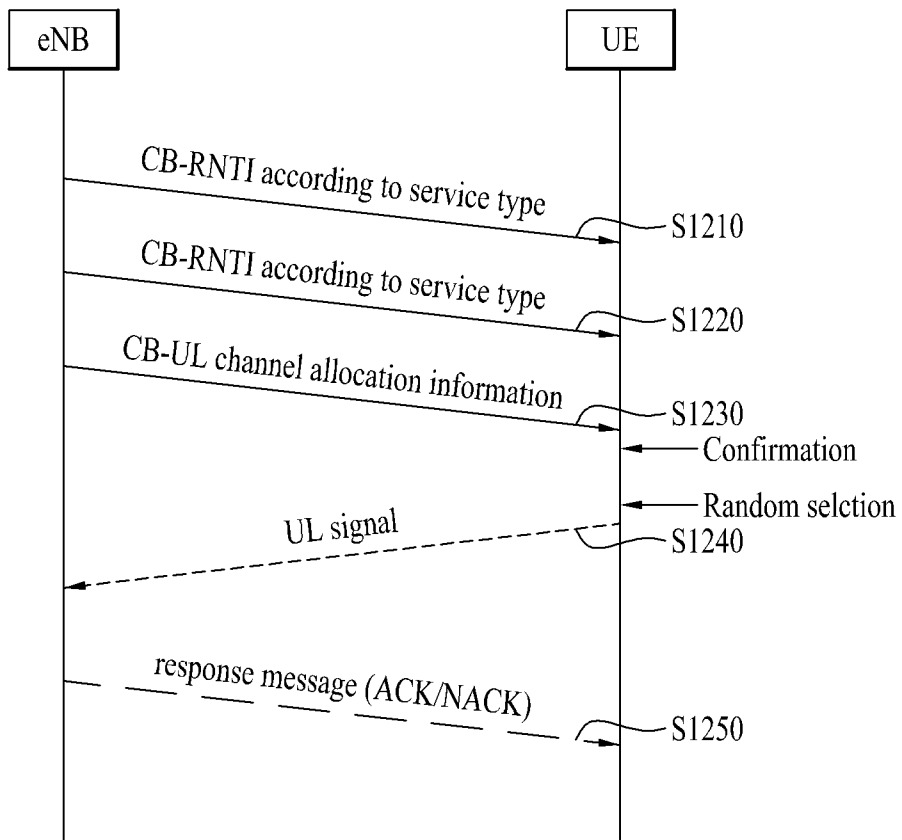 eNB
UE
CB-RNTI according to service type
S1210
CB-RNTI according to service type
S1220
CB-UL channel allocation information
S1230
Confirmation
Random selction
UL signal
S1240
response message (ACK/NACK)
S1250